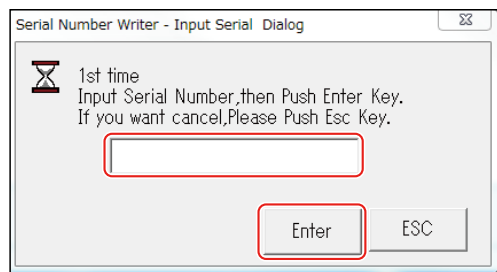 Serial Number Writer - Input Serial Dialog
1st time
Input Serial Number,then Push Enter Key.
If you want cancel,Please Push Esc Key.
Enter
ESC